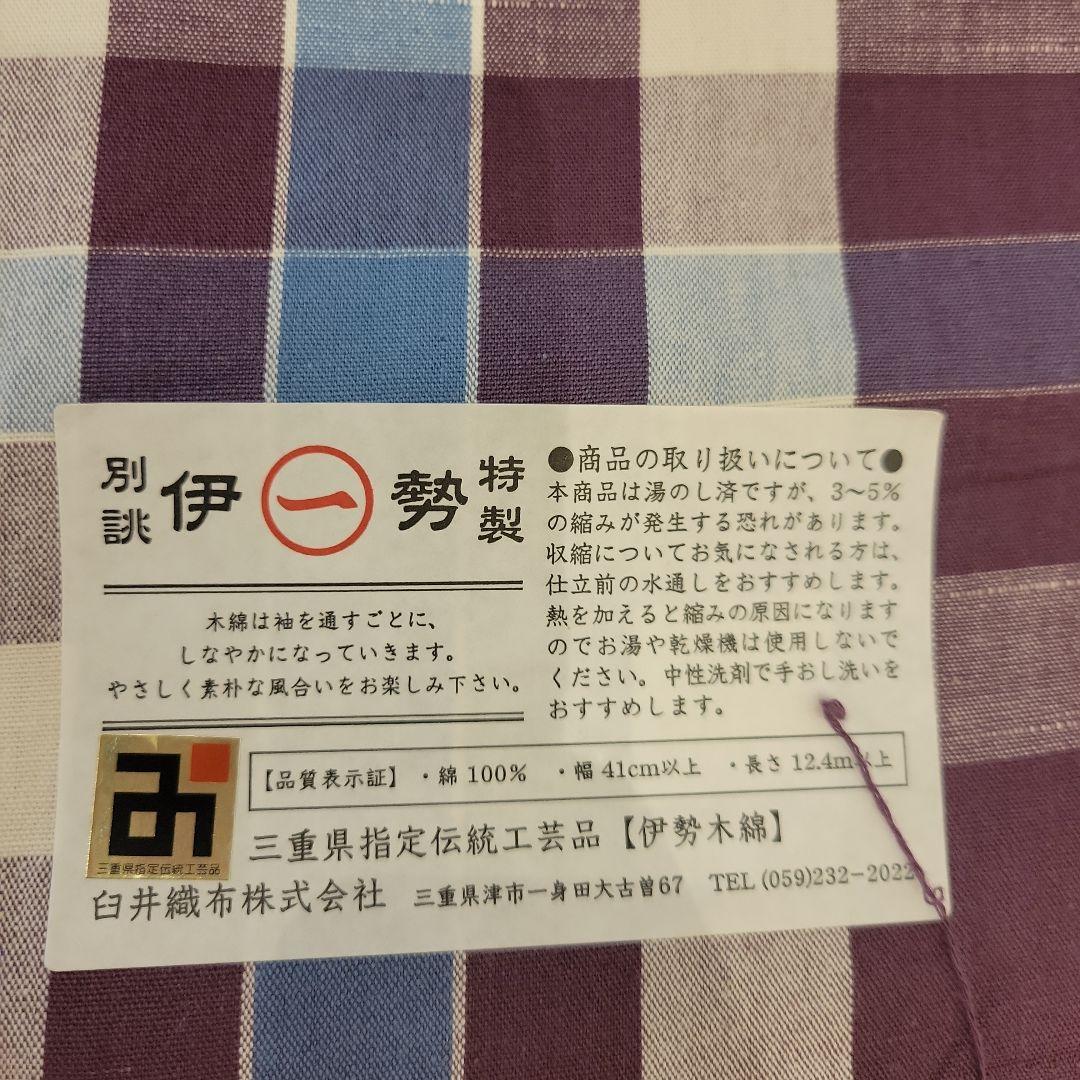 別誂 伊 一 勢 特製
木綿は袖を通すごとに、
しなやかになっていきます。
やさしく素朴な風合いをお楽しみ下さい。
●商品の取り扱いについて●
本商品は湯のし済ですが、3〜5%
の縮みが発生する恐れがあります。
収縮についてお気になされる方は、
仕立前の水通しをおすすめします。
熱を加えると縮みの原因になります
のでお湯や乾燥機は使用しないで
ください。中性洗剤で手おし洗いを
おすすめします。
【品質表示証】 ・綿 100% ・幅 41cm以上 ・長さ 12.4m以上
三重県指定伝統工芸品
三重県指定伝統工芸品【伊勢木綿】
臼井織布株式会社 三重県津市一身田大古曽67 TEL (059)232-2022